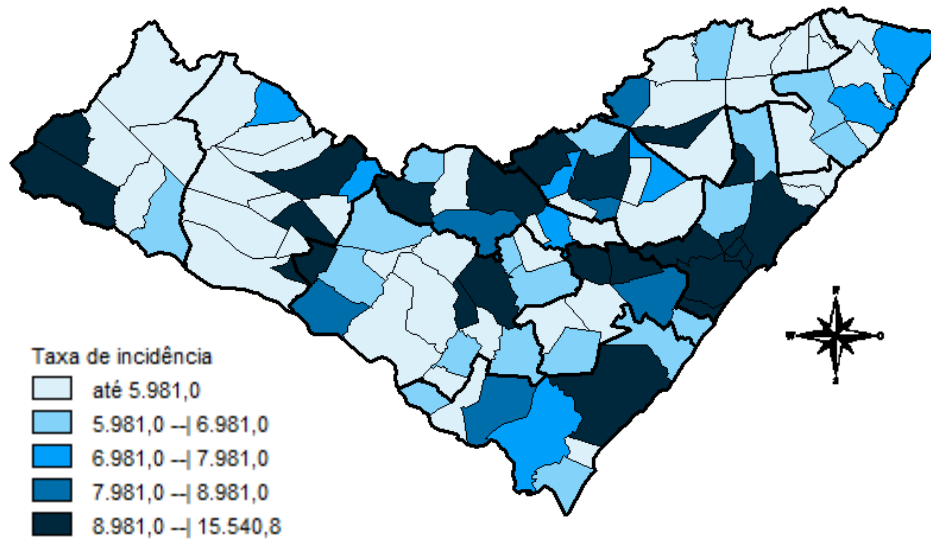 Taxa de incidência
até 5.981,0
5.981,0 --| 6.981,0
6.981,0 --| 7.981,0
7.981,0 --| 8.981,0
8.981,0 --| 15.540,8